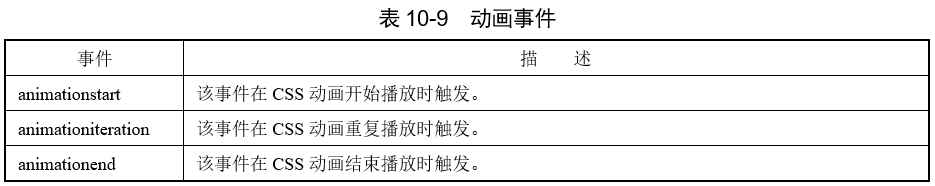 表 10-9 动画事件
事件 描 述
animationstart 该事件在 CSS 动画开始播放时触发。
animationiteration 该事件在 CSS 动画重复播放时触发。
animationend 该事件在 CSS 动画结束播放时触发。